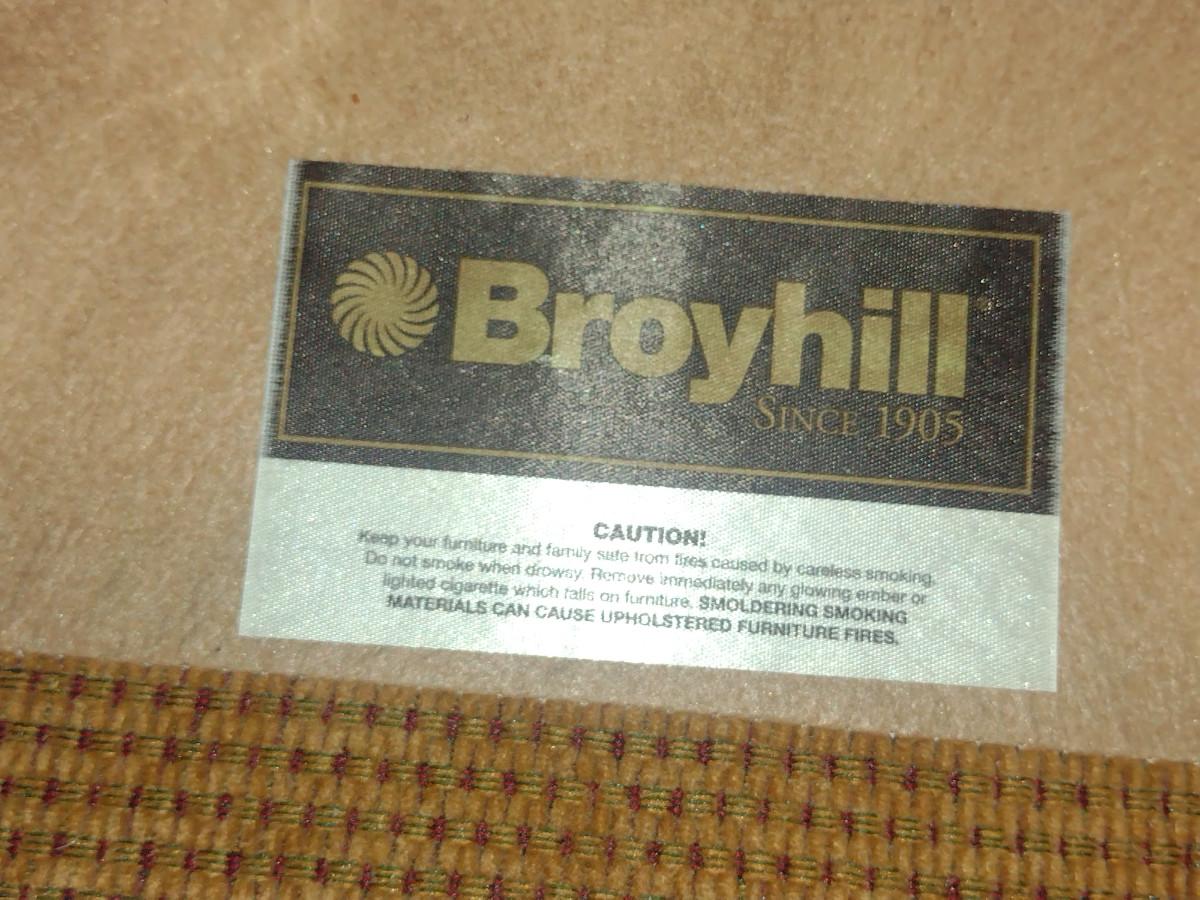 Broyhill
SINCE 1905
CAUTION!
Keep your furniture and family safe from fires caused by careless smoking.
Do not smoke when drowsy. Remove immediately any glowing ember or
lighted cigarette which falls on furniture. SMOLDERING SMOKING
MATERIALS CAN CAUSE UPHOLSTERED FURNITURE FIRES.